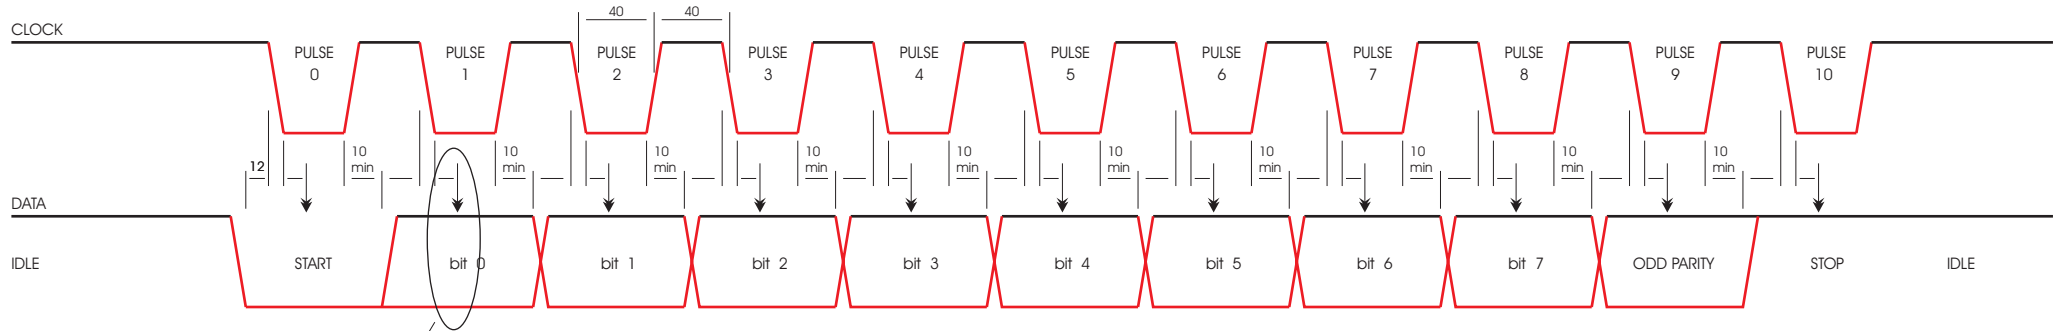 40 40
CLOCK
PULSE PULSE PULSE PULSE PULSE PULSE PULSE PULSE PULSE PULSE PULSE
0 1 2 3 4 5 6 7 8 9 10
10 10 10 10 10 10 10 10 10 10
12 min min min min min min min min min min
DATA
IDLE START bit 0 bit 1 bit 2 bit 3 bit 4 bit 5 bit 6 bit 7 ODD PARITY STOP IDLE